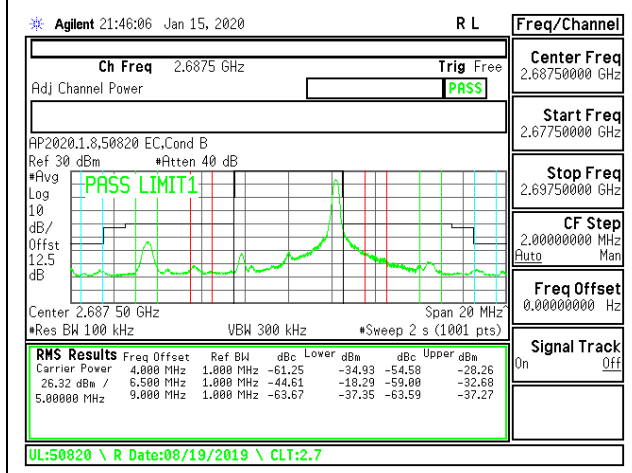 Agilent 21:46:06 Jan 15, 2020 R L
Freq/Channel
Ch Freq 2.6875 GHz Trig Free
Adj Channel Power PASS
AP2020.1.8,50820 EC,Cond B
Ref 30 dBm #Atten 40 dB
#Avg
Log
10
dB/
Offst
12.5
dB
PASS LIMIT1
Center 2.687 50 GHz Span 20 MHz^
#Res BW 100 kHz VBW 300 kHz #Sweep 2 s (1001 pts)
RMS Results Freq Offset Ref BW dBc Lower dBm dBc Upper dBm
Carrier Power 4.000 MHz 1.000 MHz -61.25 -34.93 -54.58 -28.26
26.32 dBm / 6.500 MHz 1.000 MHz -44.61 -18.29 -59.00 -32.68
5.00000 MHz 9.000 MHz 1.000 MHz -63.67 -37.35 -63.59 -37.27
UL:50820 \ R Date:08/19/2019 \ CLT:2.7
Center Freq
2.68750000 GHz
Start Freq
2.67750000 GHz
Stop Freq
2.69750000 GHz
CF Step
2.00000000 MHz
Auto Man
Freq Offset
0.00000000 Hz
Signal Track
On Off